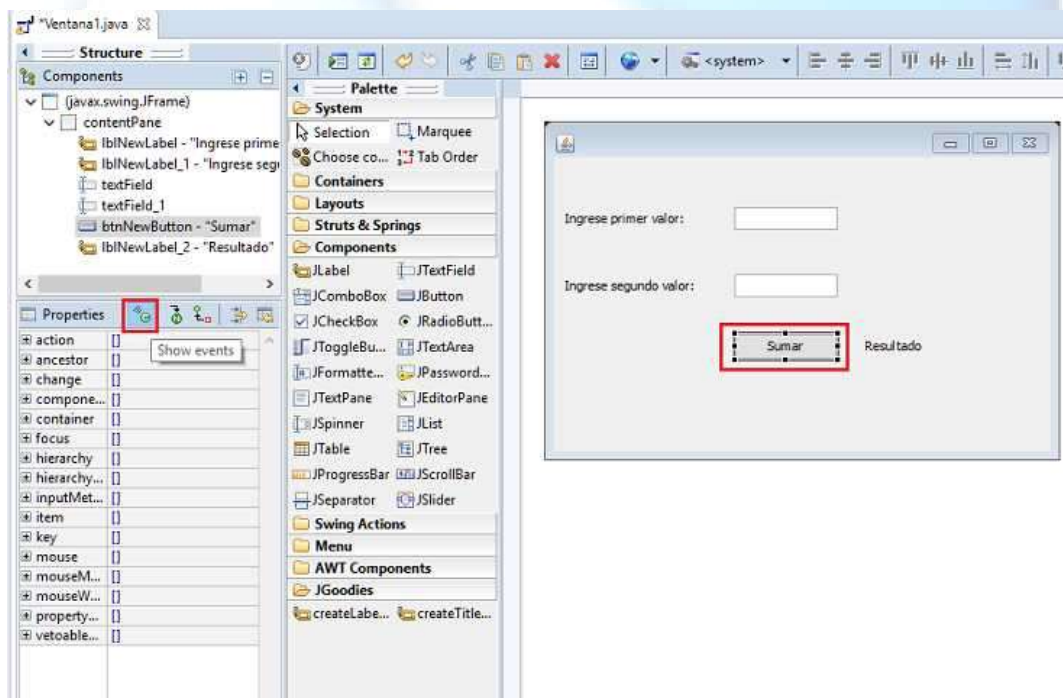 *Ventana1.java
Structure
Components
(javax.swing.JFrame)
contentPane
lblNewLabel - "Ingrese prime
lblNewLabel_1 - "Ingrese segu
textField
textField_1
btnNewButton - "Sumar"
lblNewLabel_2 - "Resultado"
Properties
Show events
action []
ancestor []
change []
compone... []
container []
focus []
hierarchy []
hierarchy... []
inputMet... []
item []
key []
mouse []
mouseM... []
mouseW... []
property... []
vetoable... []
Palette
System
Selection Marquee
Choose co... Tab Order
Containers
Layouts
Struts & Springs
Components
JLabel JTextField
JComboBox JButton
JCheckBox JRadioButt...
JToggleBu... JTextArea
JFormatte... JPassword...
JTextPane JEditorPane
JSpinner JList
JTable JTree
JProgressBar JScrollBar
JSeparator JSlider
Swing Actions
Menu
AWT Components
JGoodies
createLabe... createTitle...
<system>
Ingrese primer valor:
Ingrese segundo valor:
Sumar Resultado